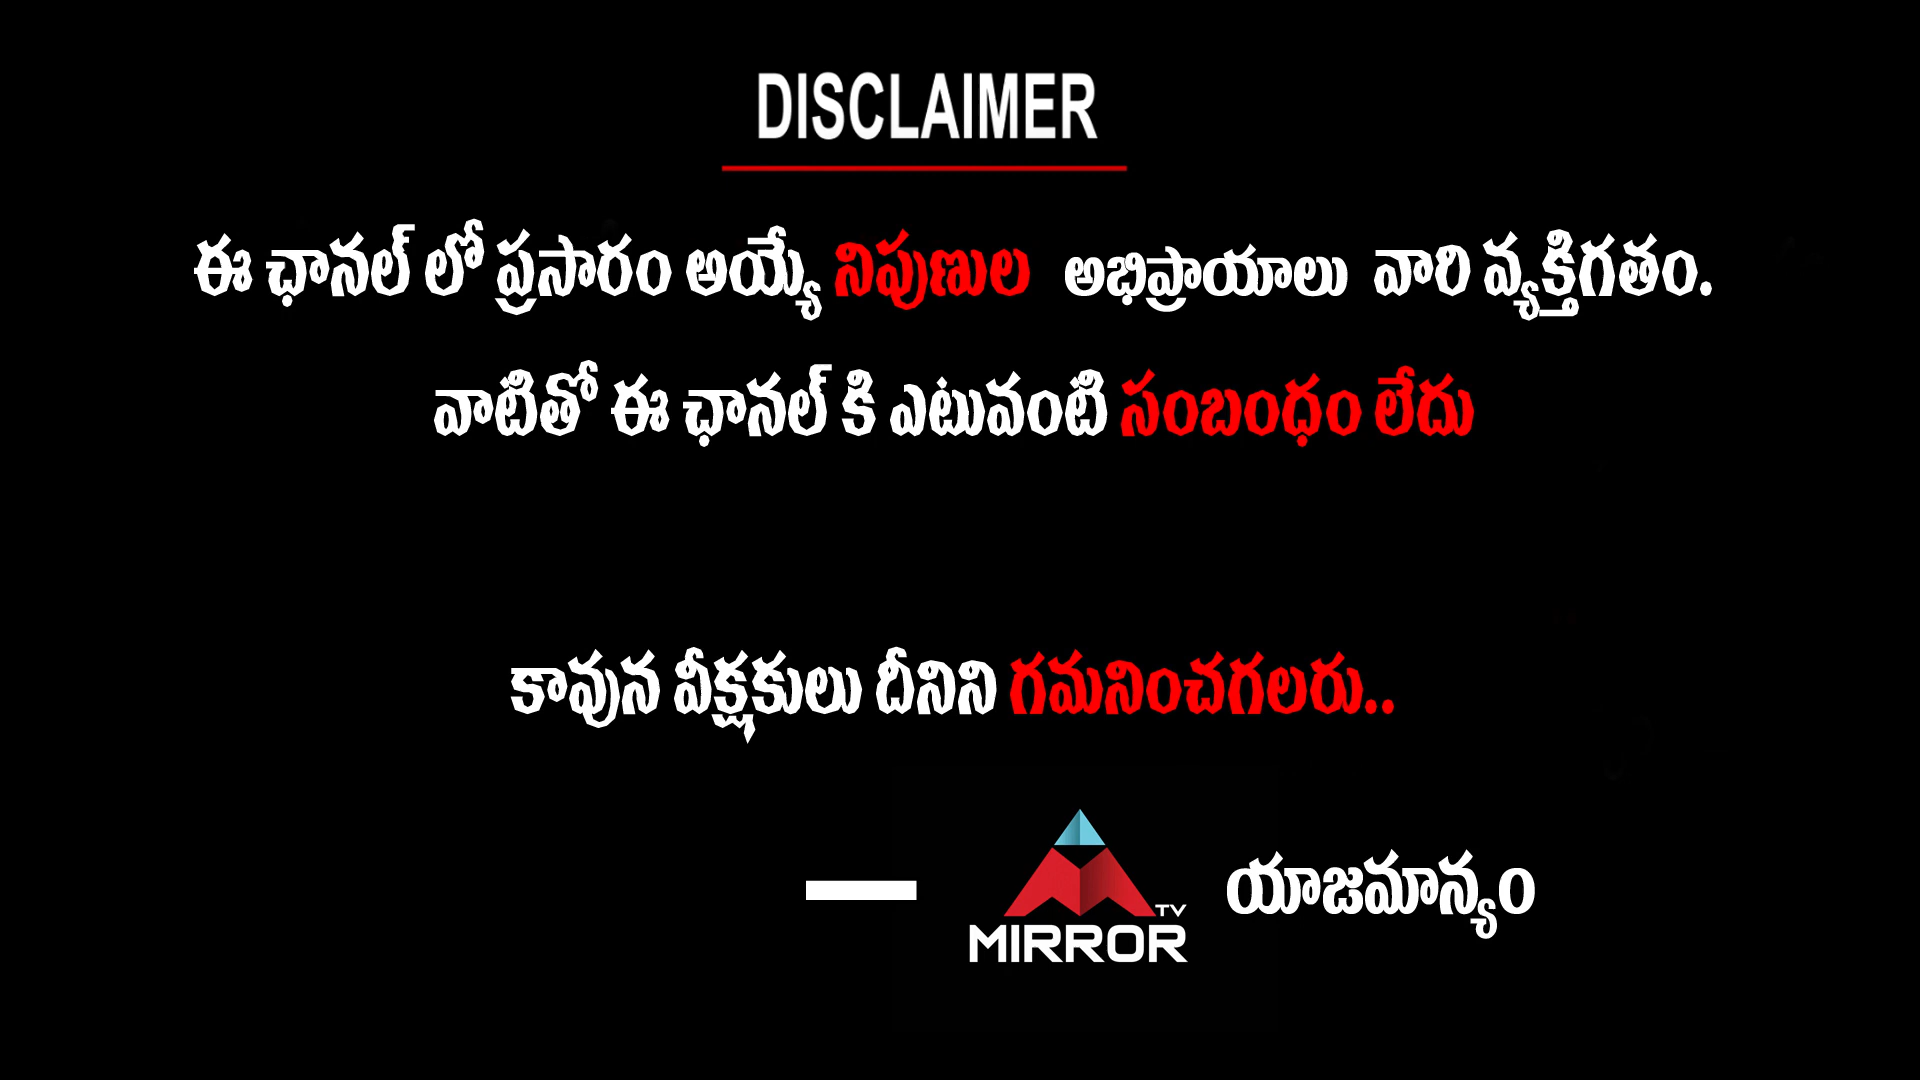 DISCLAIMER
ఈ ఛానల్ లో ప్రసారం అయ్యే నిపుణుల అభిప్రాయాలు వారి వ్యక్తిగతం.
వాటితో ఈ ఛానల్ కి ఎటువంటి సంబంధం లేదు
కావున వీక్షకులు దీనిని గమనించగలరు..
— MIRROR TV యాజమాన్యం